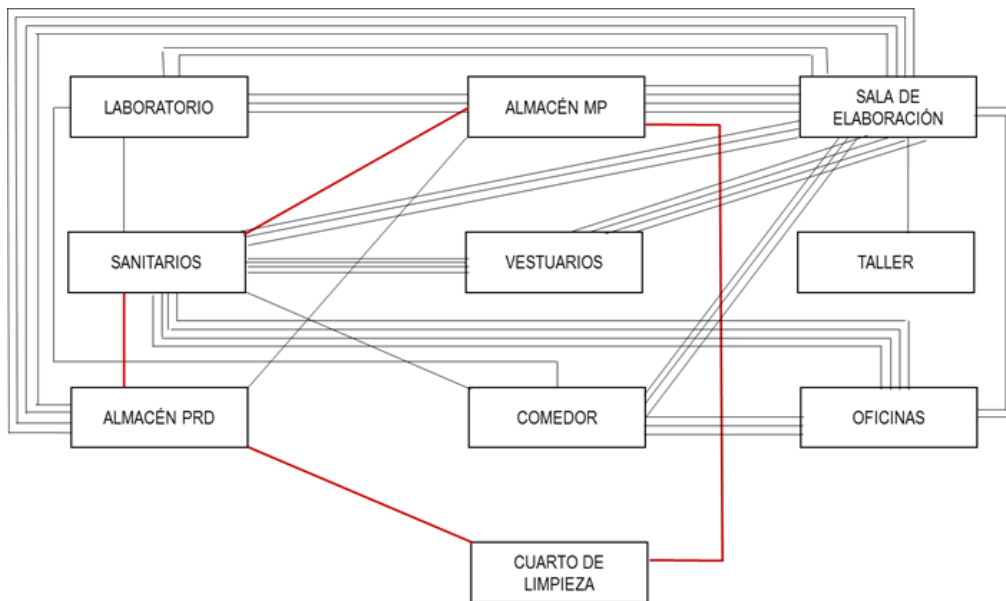 LABORATORIO
ALMACÉN MP
SALA DE
ELABORACIÓN
SANITARIOS
VESTUARIOS
TALLER
ALMACÉN PRD
COMEDOR
OFICINAS
CUARTO DE
LIMPIEZA